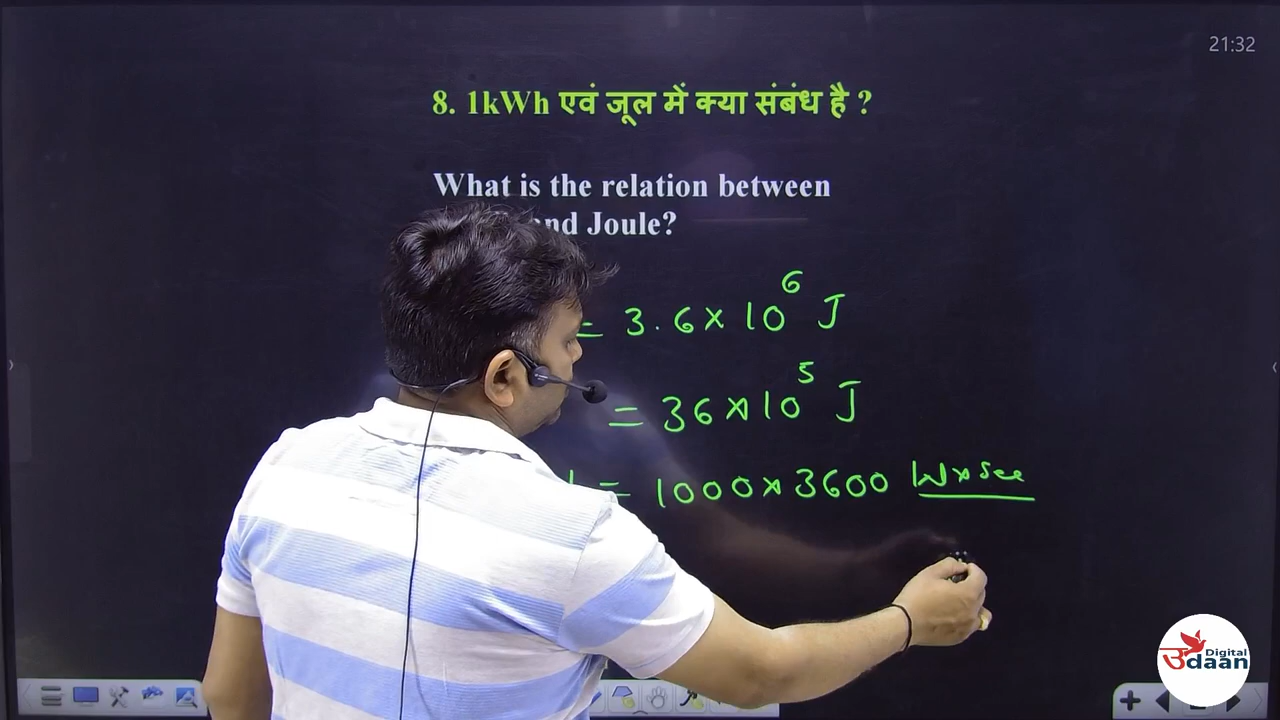 21:32
8. 1kWh एवं जूल में क्या संबंध है ?
What is the relation between
and Joule?
= 3.6 × 10⁶ J
= 36 × 10⁵ J
= 1000 × 3600 W × Sec
Digital
उdaan